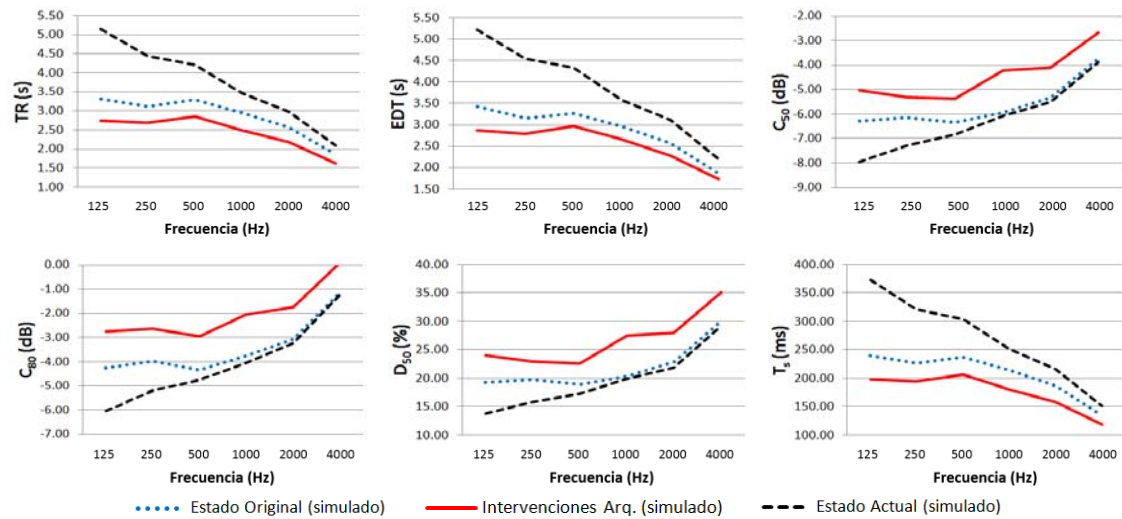 TR (s)
5.50
5.00
4.50
4.00
3.50
3.00
2.50
2.00
1.50
1.00
125 250 500 1000 2000 4000
Frecuencia (Hz)
EDT (s)
5.50
4.50
3.50
2.50
1.50
5.00
4.00
3.00
2.00
125 250 500 1000 2000 4000
Frecuencia (Hz)
C50 (dB)
-2.00
-3.00
-4.00
-5.00
-6.00
-7.00
-8.00
-9.00
125 250 500 1000 2000 4000
Frecuencia (Hz)
C80 (dB)
0.00
-1.00
-2.00
-3.00
-4.00
-5.00
-6.00
-7.00
125 250 500 1000 2000 4000
Frecuencia (Hz)
D50 (%)
40.00
35.00
30.00
25.00
20.00
15.00
10.00
125 250 500 1000 2000 4000
Frecuencia (Hz)
Ts (ms)
400.00
350.00
300.00
250.00
200.00
150.00
100.00
125 250 500 1000 2000 4000
Frecuencia (Hz)
Estado Original (simulado) Intervenciones Arq. (simulado) Estado Actual (simulado)